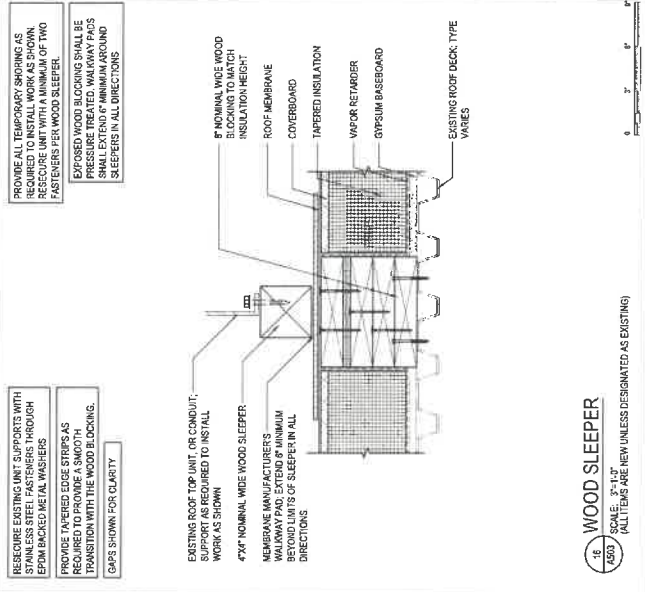 RESECURE EXISTING UNIT SUPPORTS WITH
STAINLESS STEEL FASTENERS THROUGH
EPDM BACKED METAL WASHERS
PROVIDE TAPERED EDGE STRIPS AS
REQUIRED TO PROVIDE A SMOOTH
TRANSITION WITH THE WOOD BLOCKING.
GAPS SHOWN FOR CLARITY
PROVIDE ALL TEMPORARY SHORING AS
REQUIRED TO INSTALL WORK AS SHOWN.
RESECURE UNIT WITH A MINIMUM OF TWO
FASTENERS PER WOOD SLEEPER.
EXPOSED WOOD BLOCKING SHALL BE
PRESSURE TREATED, WALKWAY PADS
SHALL EXTEND 6" MINIMUM AROUND
SLEEPERS IN ALL DIRECTIONS
EXISTING ROOF TOP UNIT, OR CONDUIT;
SUPPORT AS REQUIRED TO INSTALL
WORK AS SHOWN
4"X4" NOMINAL WIDE WOOD SLEEPER
MEMBRANE MANUFACTURER'S
WALKWAY PAD, EXTEND 6" MINIMUM
BEYOND LIMITS OF SLEEPER IN ALL
DIRECTIONS
8" NOMINAL WIDE WOOD
BLOCKING TO MATCH
INSULATION HEIGHT
ROOF MEMBRANE
COVERBOARD
TAPERED INSULATION
VAPOR RETARDER
GYPSUM BASEBOARD
EXISTING ROOF DECK: TYPE
VARIES
16
A503
WOOD SLEEPER
SCALE: 3"=1'-0"
(ALL ITEMS ARE NEW UNLESS DESIGNATED AS EXISTING)
0